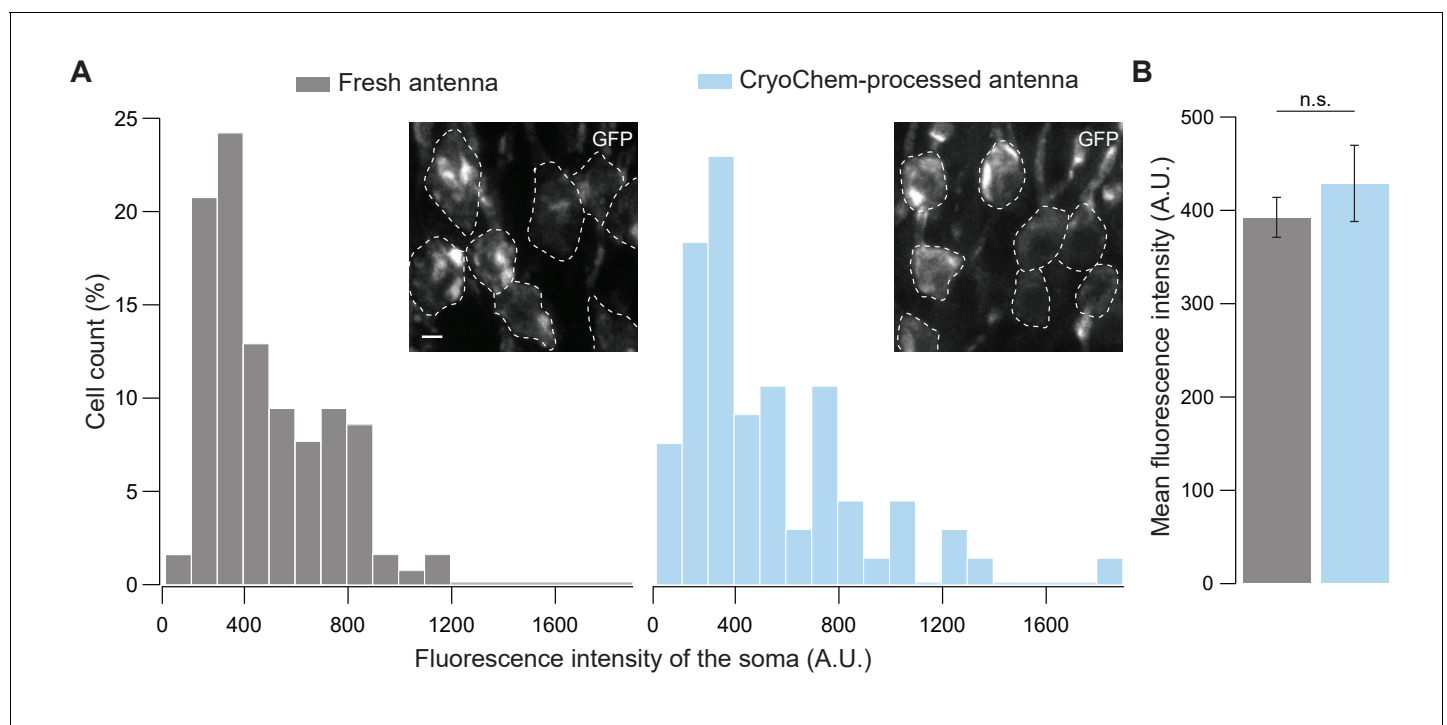 A
Fresh antenna
CryoChem-processed antenna
B
25
20
15
10
5
0
Cell count (%)
GFP
GFP
0
400
800
1200
1600
0
400
800
1200
1600
Fluorescence intensity of the soma (A.U.)
n.s.
500
400
300
200
100
0
Mean fluorescence intensity (A.U.)